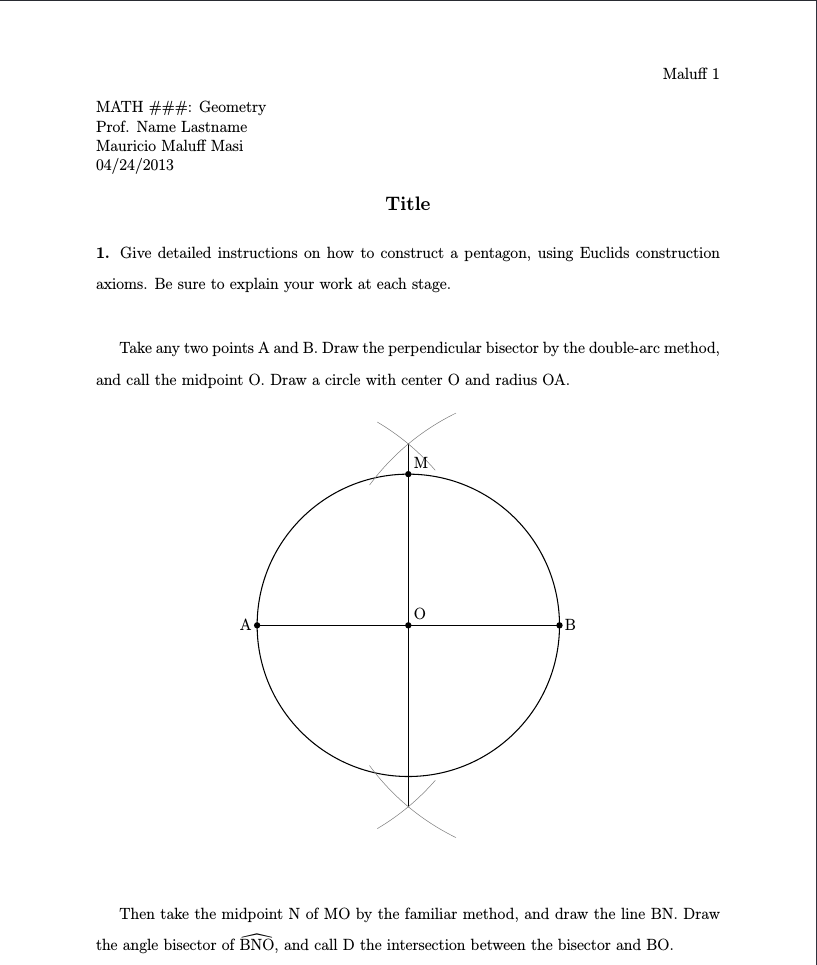 Maluff 1
MATH ###: Geometry
Prof. Name Lastname
Mauricio Maluff Masi
04/24/2013
Title
1. Give detailed instructions on how to construct a pentagon, using Euclids construction
axioms. Be sure to explain your work at each stage.
Take any two points A and B. Draw the perpendicular bisector by the double-arc method,
and call the midpoint O. Draw a circle with center O and radius OA.
M
O
A
B
Then take the midpoint N of MO by the familiar method, and draw the line BN. Draw
the angle bisector of BNO, and call D the intersection between the bisector and BO.